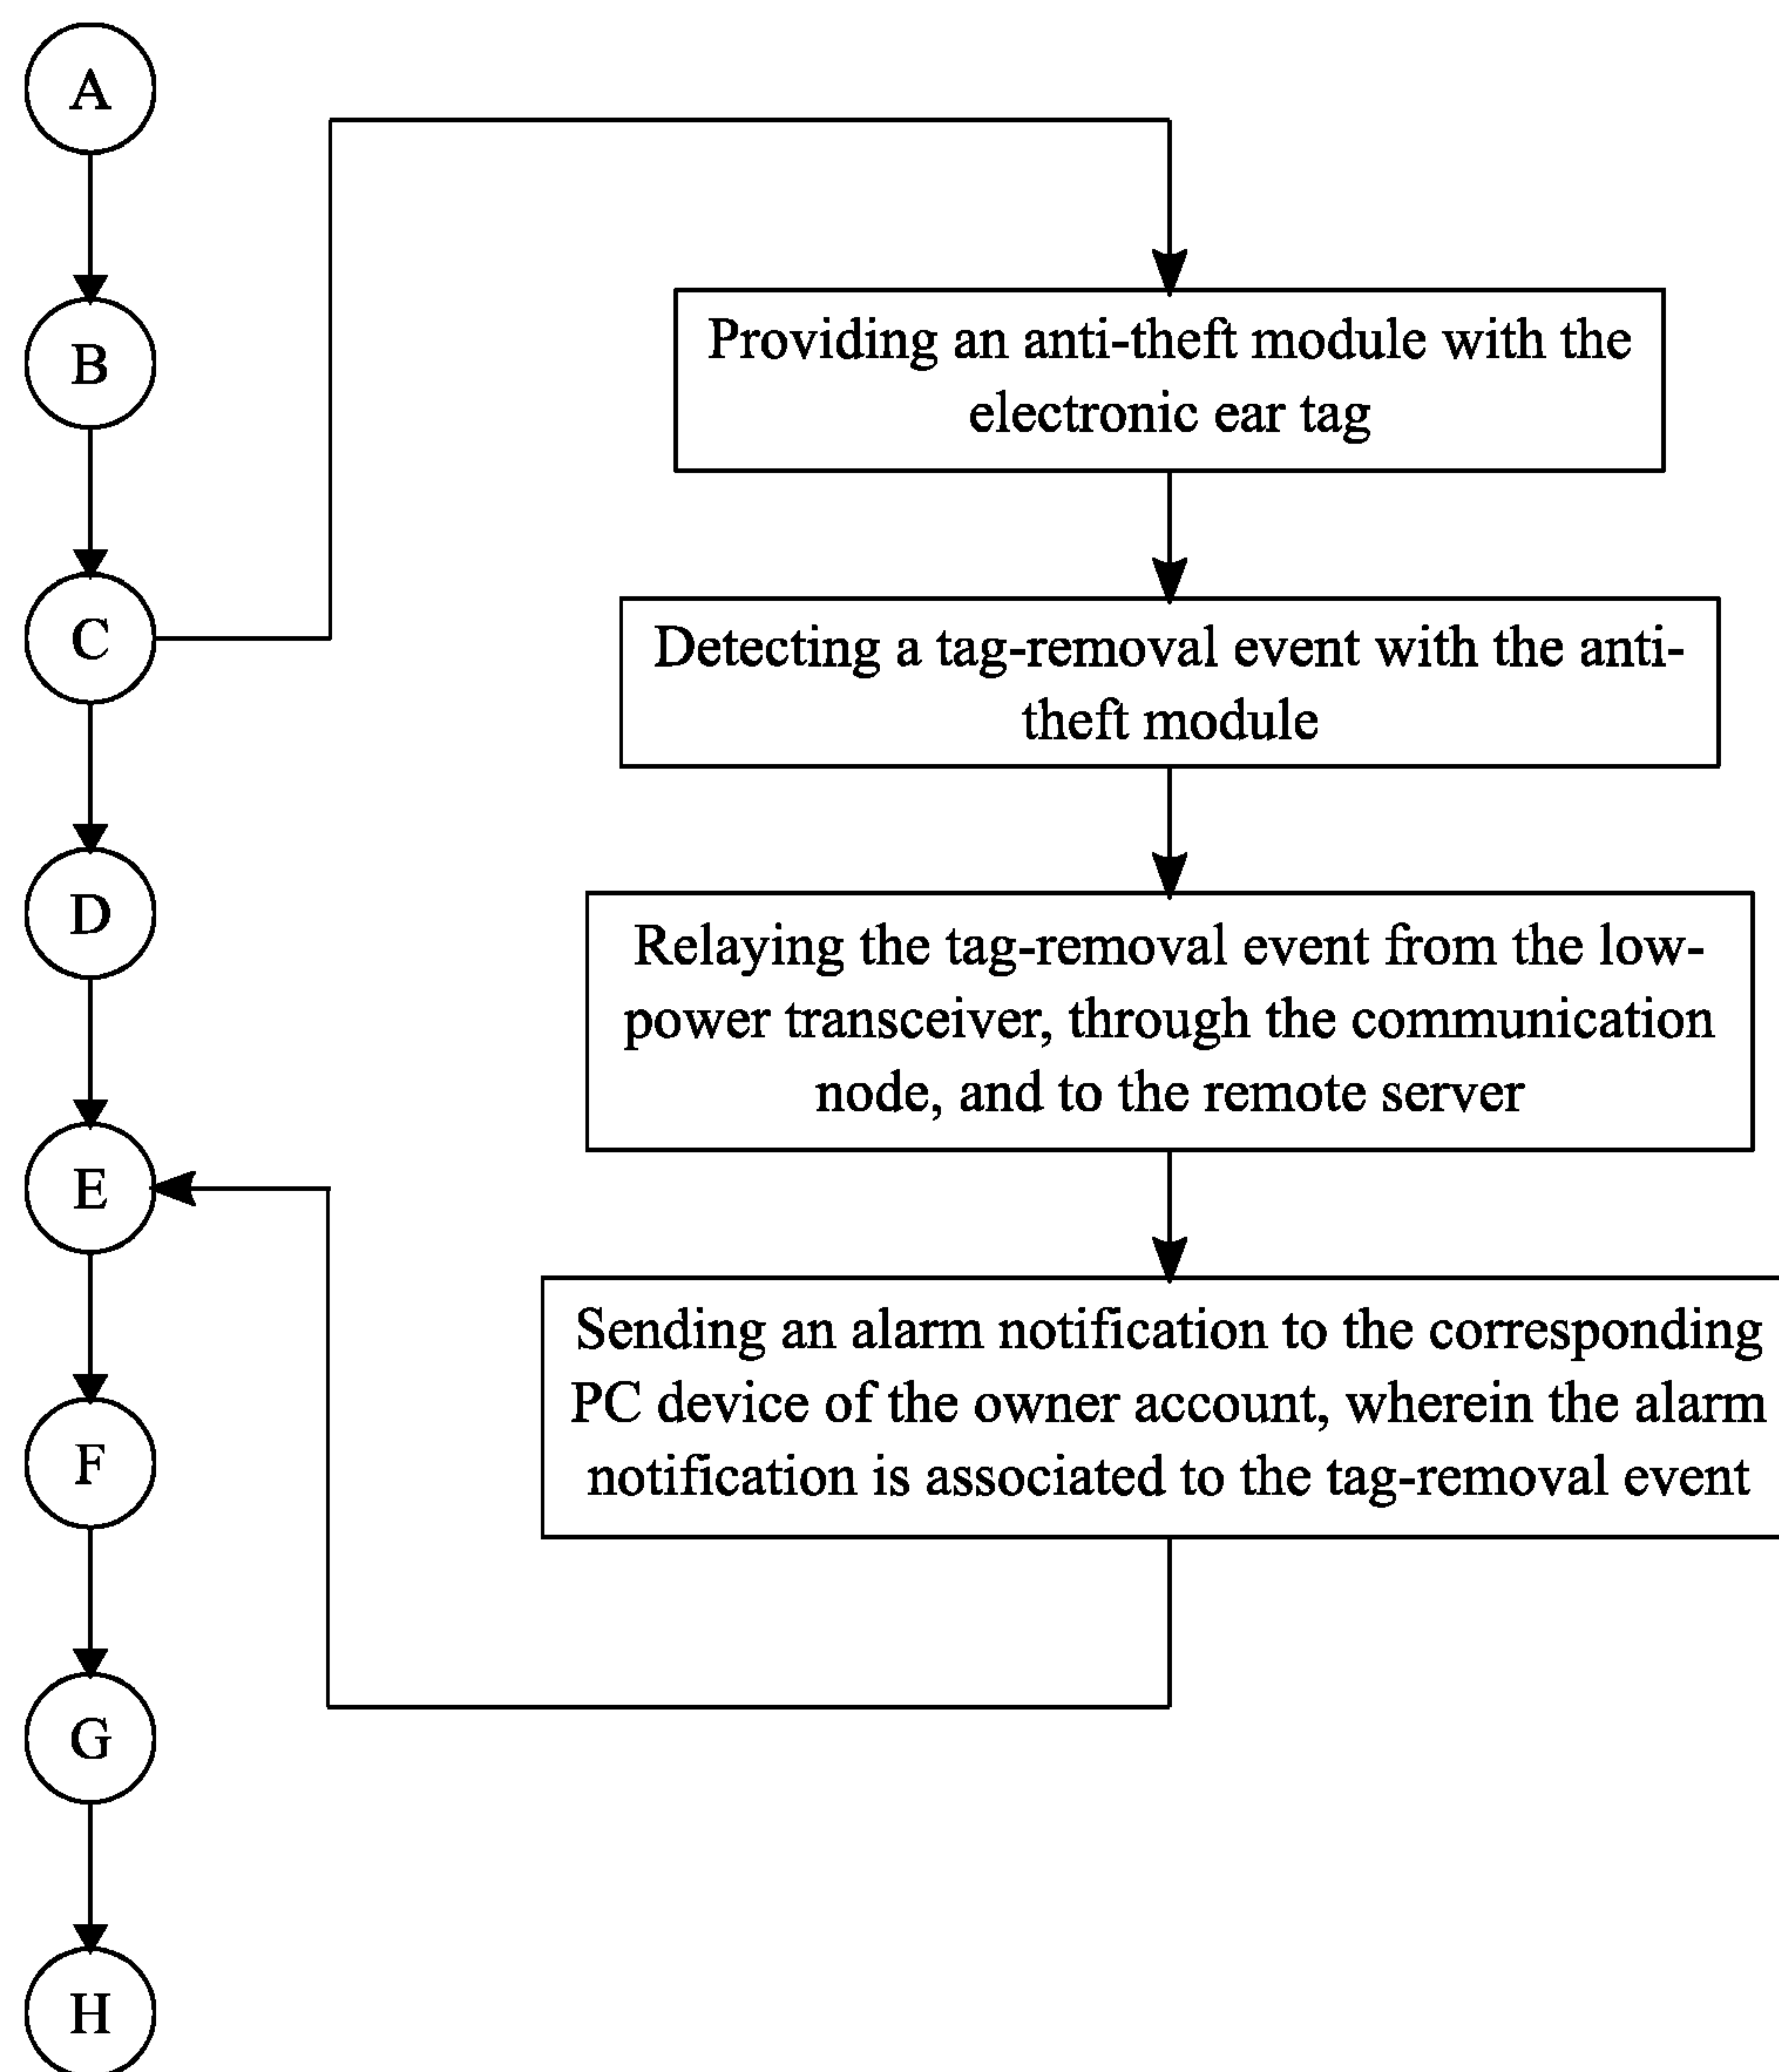 A
B
C
D
E
F
G
H
Providing an anti-theft module with the
electronic ear tag
Detecting a tag-removal event with the anti-
theft module
Relaying the tag-removal event from the low-
power transceiver, through the communication
node, and to the remote server
Sending an alarm notification to the corresponding
PC device of the owner account, wherein the alarm
notification is associated to the tag-removal event